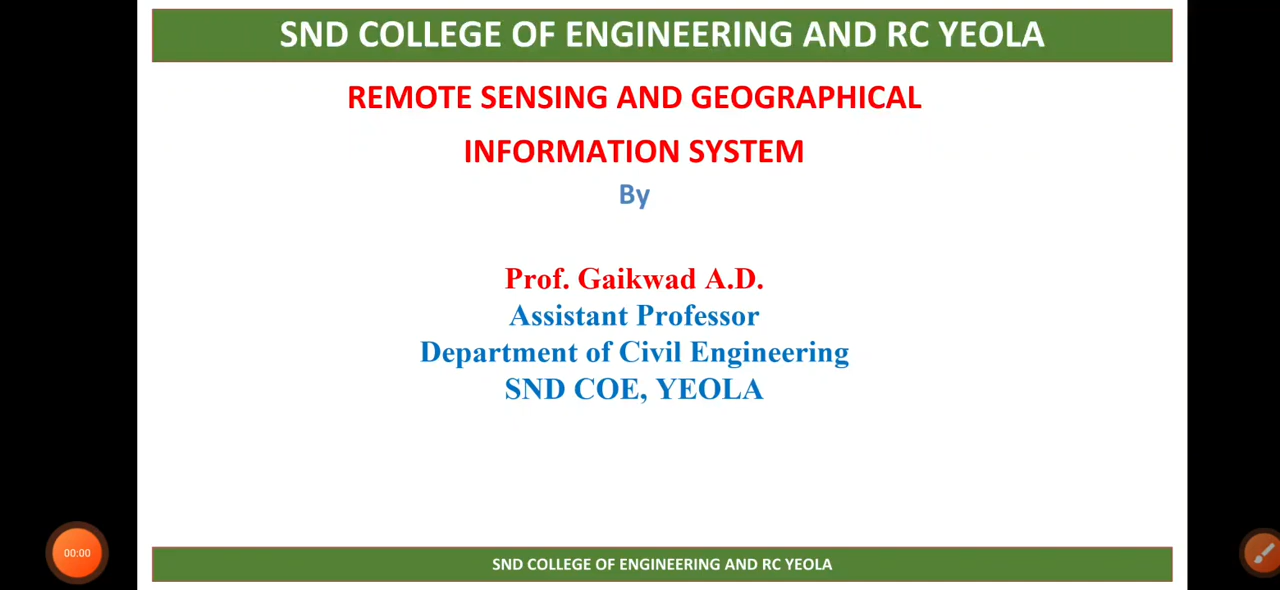 SND COLLEGE OF ENGINEERING AND RC YEOLA
REMOTE SENSING AND GEOGRAPHICAL
INFORMATION SYSTEM
By
Prof. Gaikwad A.D.
Assistant Professor
Department of Civil Engineering
SND COE, YEOLA
00:00
SND COLLEGE OF ENGINEERING AND RC YEOLA